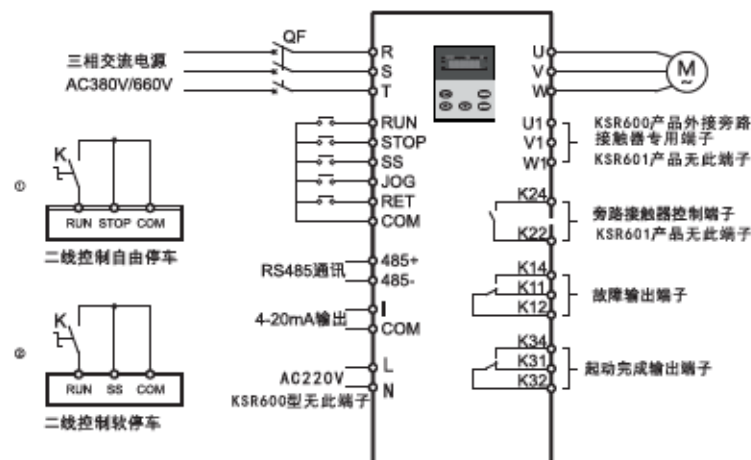 三相交流电源
AC380V/660V
QF
R
S
T
U
V
W
M
~
RUN
STOP
SS
JOG
RET
COM
U1
V1
W1
KSR600产品外接旁路
接触器专用端子
KSR601产品无此端子
①
K
RUN STOP COM
二线控制自由停车
K24
K22
旁路接触器控制端子
KSR601产品无此端子
RS485通讯
485+
485-
K14
K11
K12
故障输出端子
4-20mA输出
I
COM
②
K
RUN SS COM
二线控制软停车
AC220V
KSR600型无此端子
L
N
K34
K31
K32
起动完成输出端子